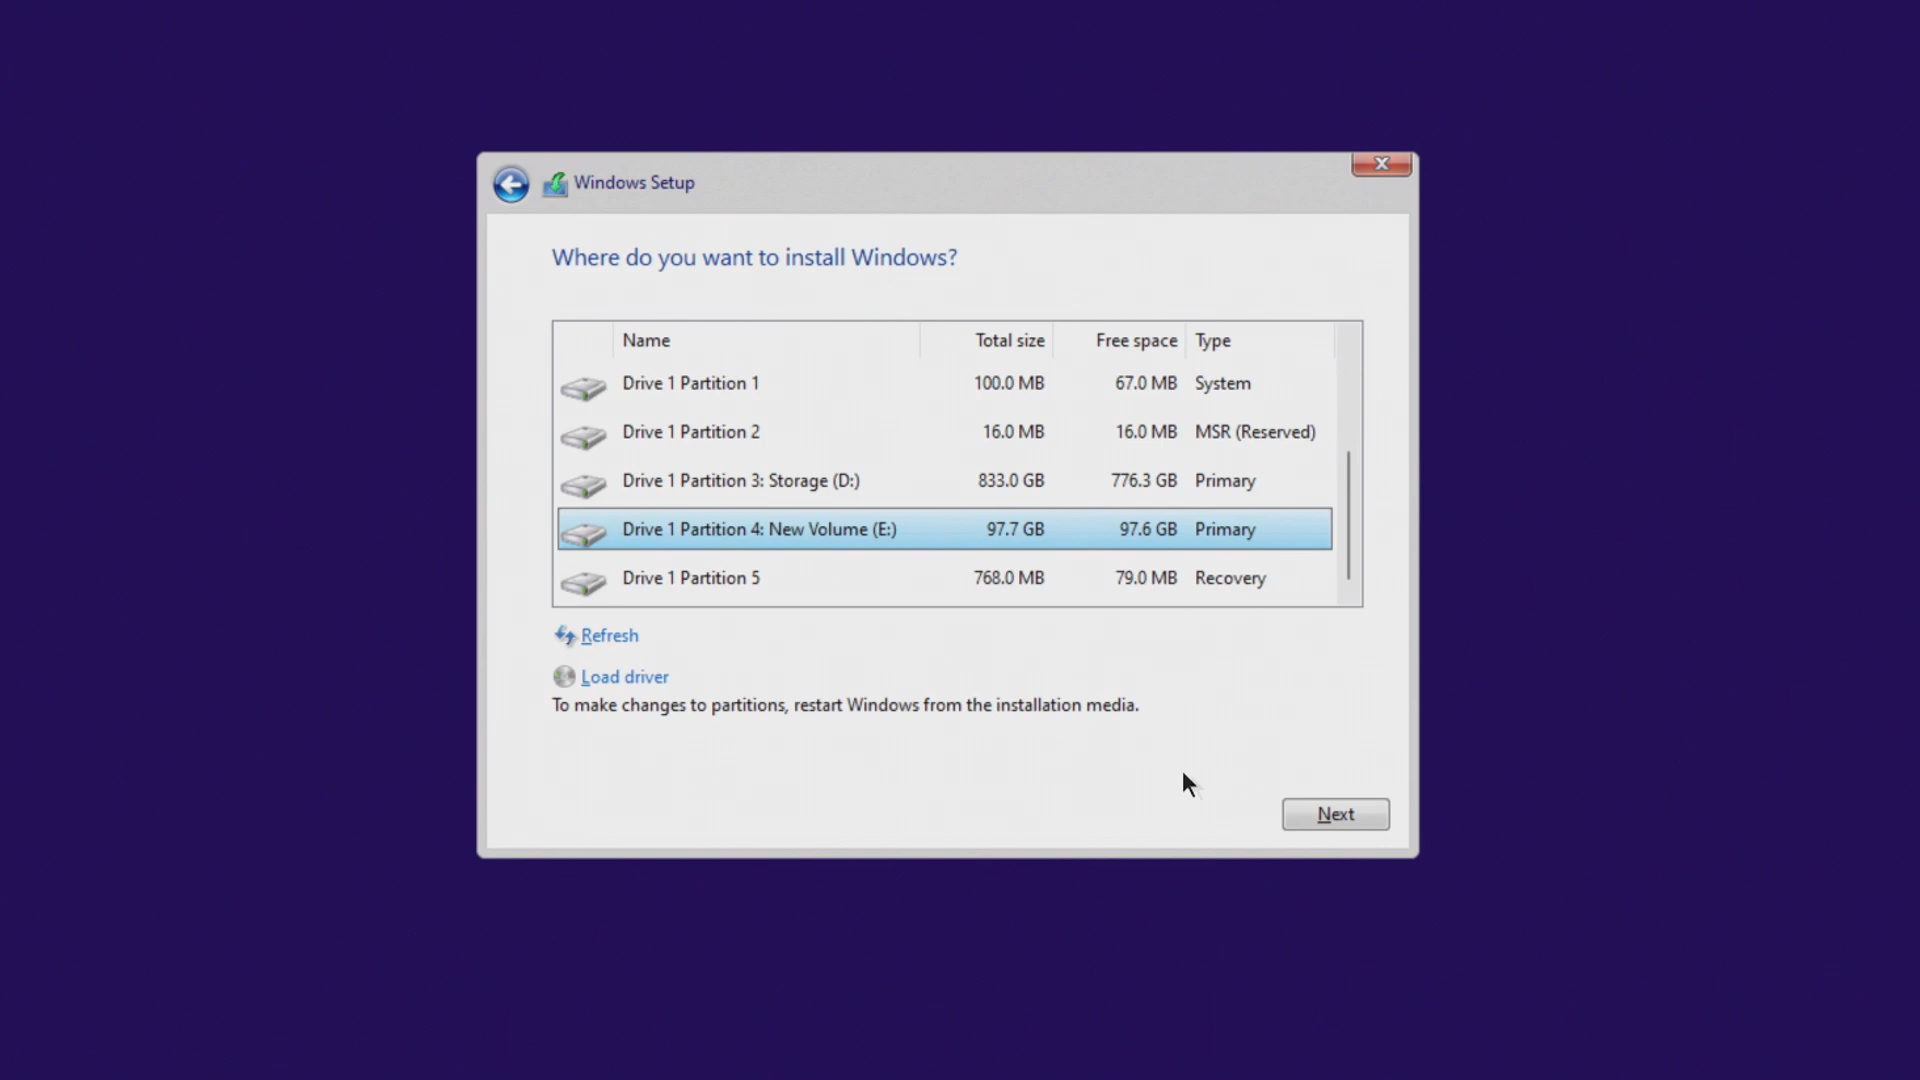 Windows Setup
Where do you want to install Windows?
Name Total size Free space Type
Drive 1 Partition 1 100.0 MB 67.0 MB System
Drive 1 Partition 2 16.0 MB 16.0 MB MSR (Reserved)
Drive 1 Partition 3: Storage (D:) 833.0 GB 776.3 GB Primary
Drive 1 Partition 4: New Volume (E:) 97.7 GB 97.6 GB Primary
Drive 1 Partition 5 768.0 MB 79.0 MB Recovery
Refresh
Load driver
To make changes to partitions, restart Windows from the installation media.
Next